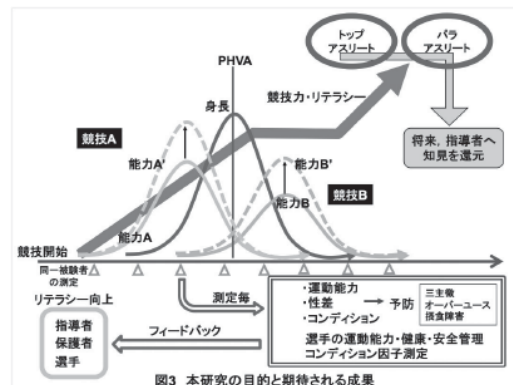 トップ
アスリート
パラ
アスリート
PHVA
身長
競技力・リテラシー
競技A
能力A'
能力B'
将来，指導者へ
知見を還元
競技B
能力B
能力A
競技開始
同一被験者
の測定
リテラシー向上
指導者
保護者
選手
測定毎
フィードバック
・運動能力
・性差
・コンディション
予防
三主徴
オーバーユース
摂食障害
選手の運動能力・健康・安全管理
コンディション因子測定
図3 本研究の目的と期待される成果